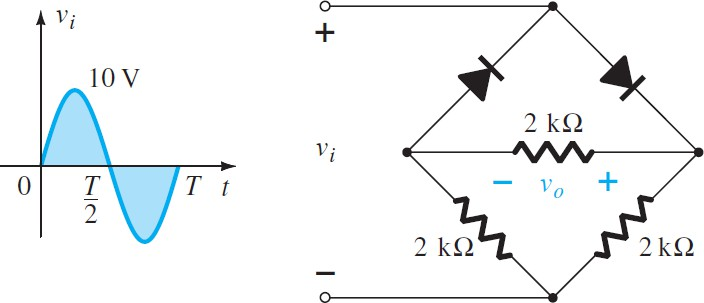 v_i
10 V
0
T/2
T
t
+
v_i
−
2 kΩ
− v_o +
2 kΩ
2 kΩ